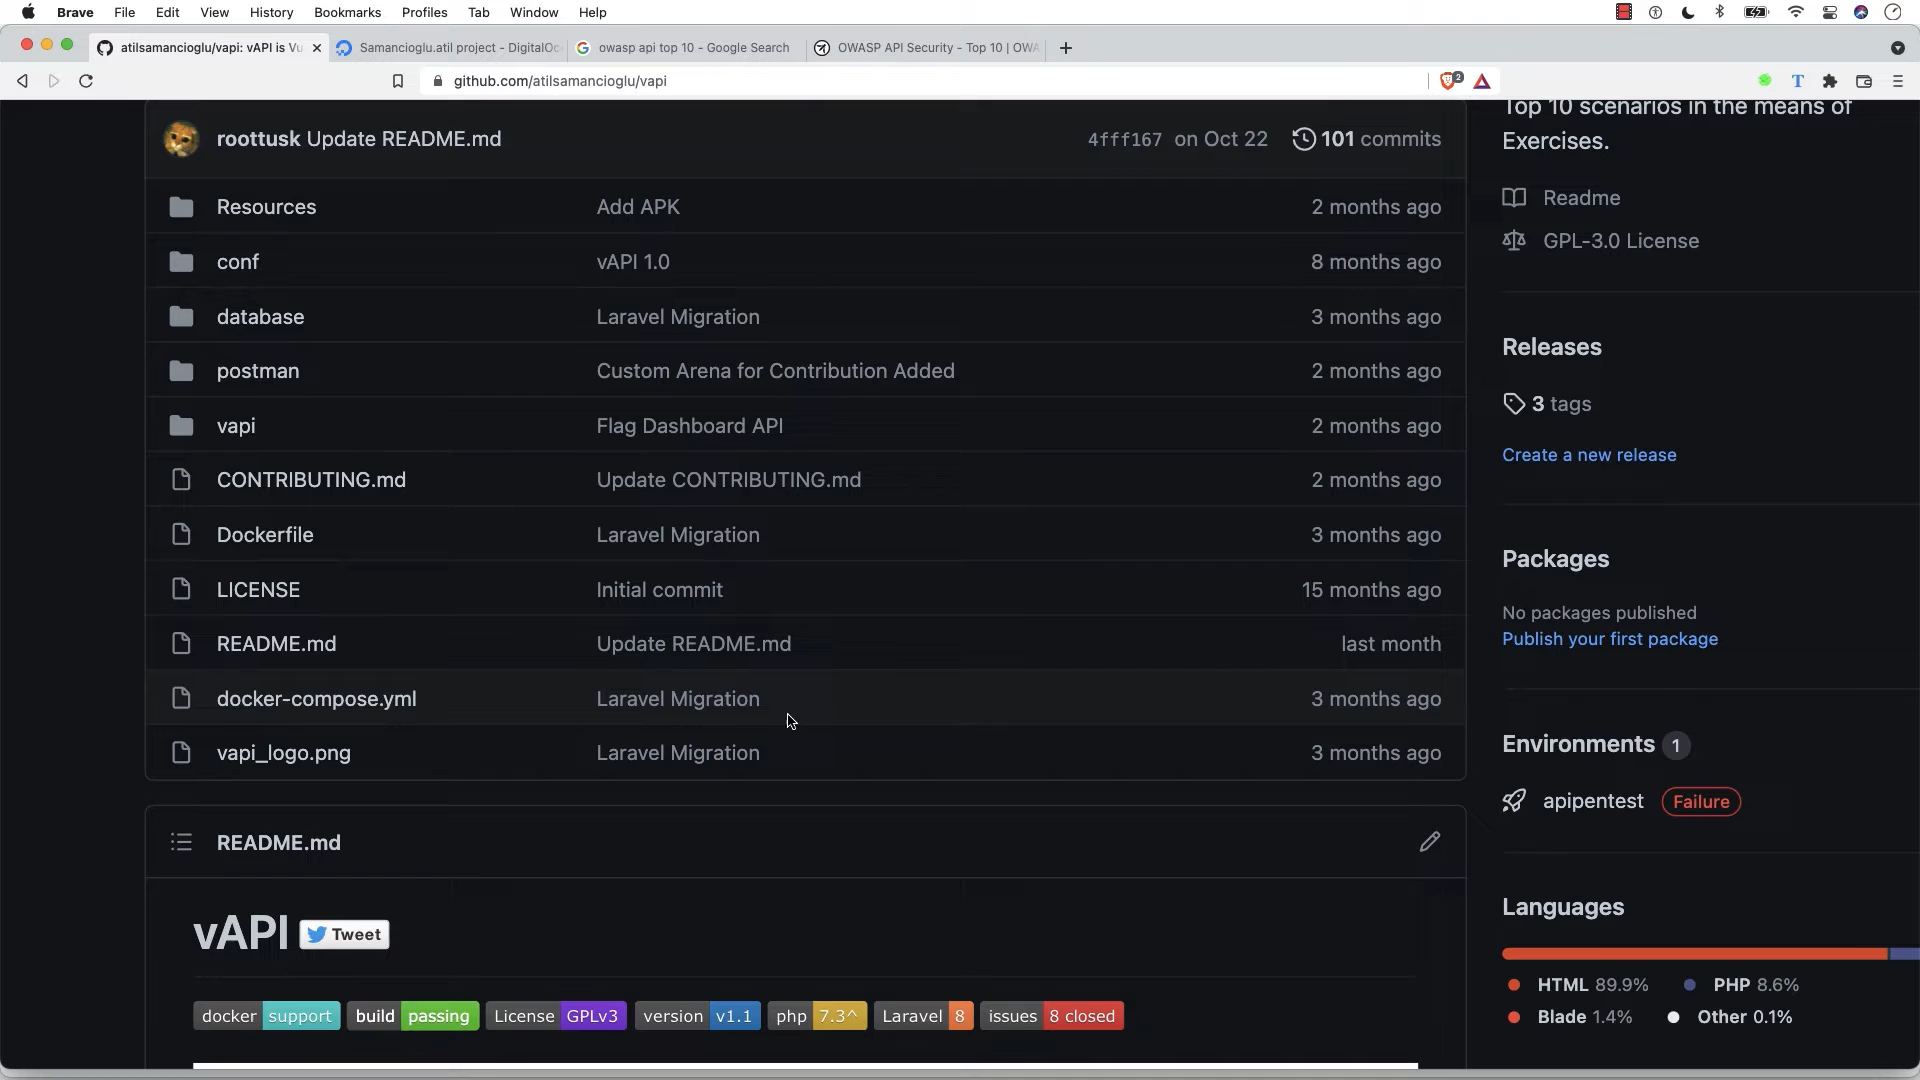 Brave File Edit View History Bookmarks Profiles Tab Window Help
atilsamancioglu/vapi: vAPI is Vu Samancioglu.atil project - DigitalOc owasp api top 10 - Google Search OWASP API Security - Top 10 | OWA
github.com/atilsamancioglu/vapi 2
roottusk Update README.md 4fff167 on Oct 22 101 commits
Resources Add APK 2 months ago
conf vAPI 1.0 8 months ago
database Laravel Migration 3 months ago
postman Custom Arena for Contribution Added 2 months ago
vapi Flag Dashboard API 2 months ago
CONTRIBUTING.md Update CONTRIBUTING.md 2 months ago
Dockerfile Laravel Migration 3 months ago
LICENSE Initial commit 15 months ago
README.md Update README.md last month
docker-compose.yml Laravel Migration 3 months ago
vapi_logo.png Laravel Migration 3 months ago
README.md
vAPI Tweet
docker support build passing License GPLv3 version v1.1 php 7.3^ Laravel 8 issues 8 closed
Top 10 scenarios in the means of
Exercises.
Readme
GPL-3.0 License
Releases
3 tags
Create a new release
Packages
No packages published
Publish your first package
Environments 1
apipentest Failure
Languages
HTML 89.9% PHP 8.6%
Blade 1.4% Other 0.1%